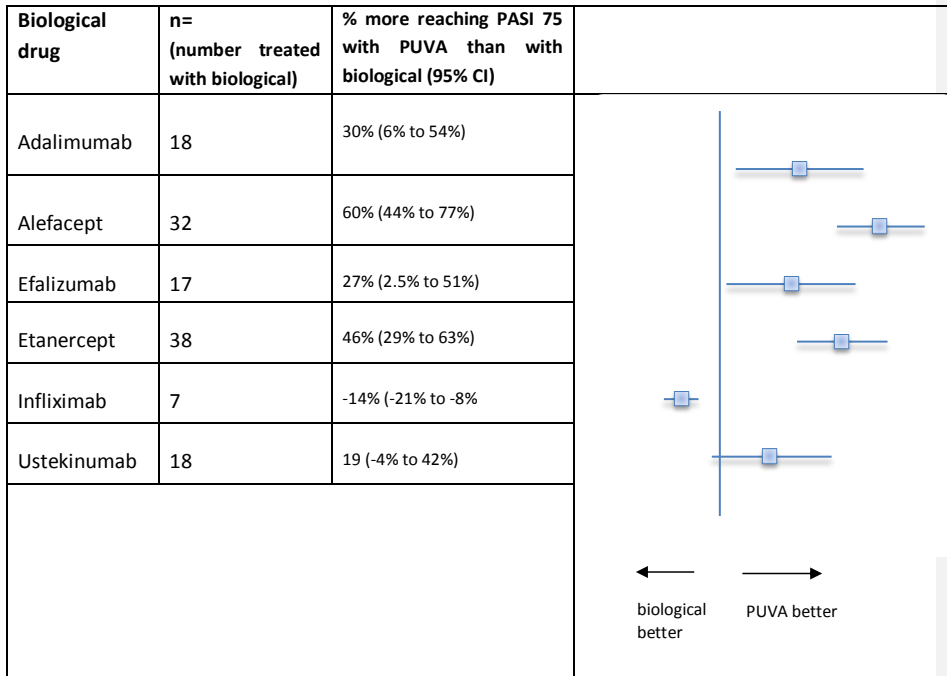 Biological
drug
n=
(number treated
with biological)
% more reaching PASI 75
with PUVA than with
biological (95% CI)
Adalimumab
18
30% (6% to 54%)
Alefacept
32
60% (44% to 77%)
Efalizumab
17
27% (2.5% to 51%)
Etanercept
38
46% (29% to 63%)
Infliximab
7
-14% (-21% to -8%
Ustekinumab
18
19 (-4% to 42%)
biological
better
PUVA better